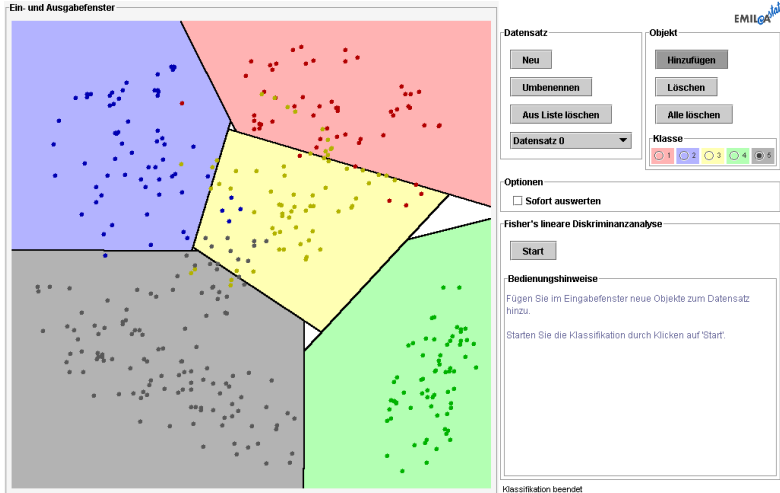 Ein- und Ausgabefenster
EMILeA stat
Datensatz
Neu
Umbenennen
Aus Liste löschen
Datensatz 0
Objekt
Hinzufügen
Löschen
Alle löschen
Klasse
1 2 3 4 5
Optionen
Sofort auswerten
Fisher's lineare Diskriminanzanalyse
Start
Bedienungshinweise
Fügen Sie im Eingabefenster neue Objekte zum Datensatz
hinzu.
Starten Sie die Klassifikation durch Klicken auf 'Start'.
Klassifikation beendet